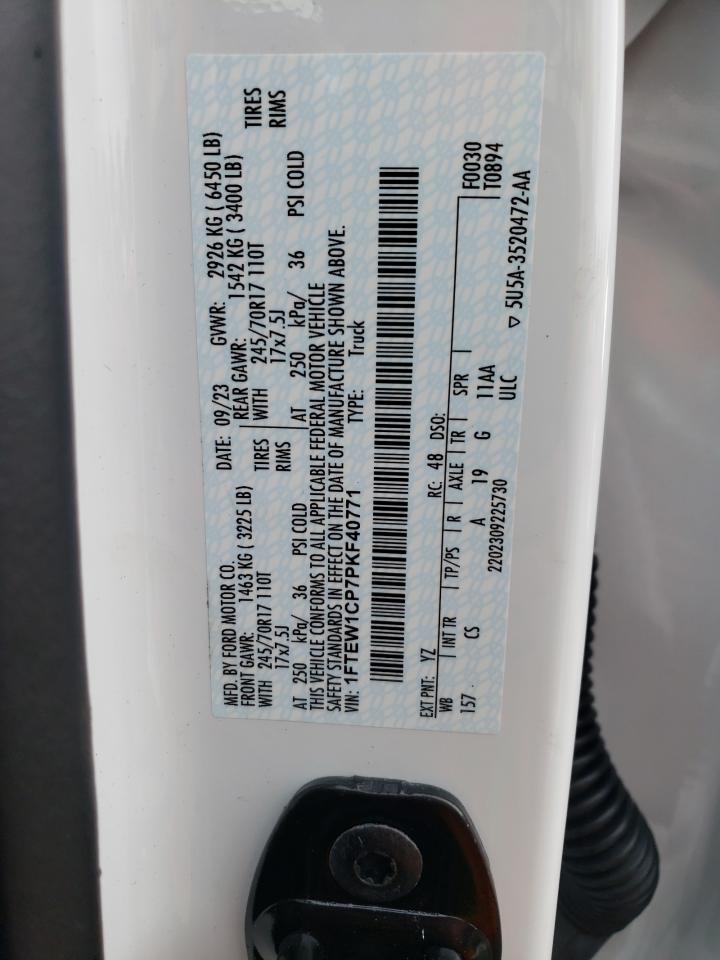 MFD. BY FORD MOTOR CO. DATE: 09/23 GVWR: 2926 KG ( 6450 LB)
FRONT GAWR: 1463 KG ( 3225 LB) REAR GAWR: 1542 KG ( 3400 LB)
WITH 245/70R17 110T TIRES WITH 245/70R17 110T TIRES
17x7.5J RIMS 17x7.5J RIMS
AT 250 kPa/ 36 PSI COLD AT 250 kPa/ 36 PSI COLD
THIS VEHICLE CONFORMS TO ALL APPLICABLE FEDERAL MOTOR VEHICLE
SAFETY STANDARDS IN EFFECT ON THE DATE OF MANUFACTURE SHOWN ABOVE.
VIN: 1FTEW1CP7PKF40771 TYPE: Truck
EXT PNT: YZ RC: 48 DSO: F0030
WB INT TR TP/PS R AXLE TR SPR T0894
157 CS A 19 G 11AA
2202309225730 ULC ▽ 5U5A-3520472-AA